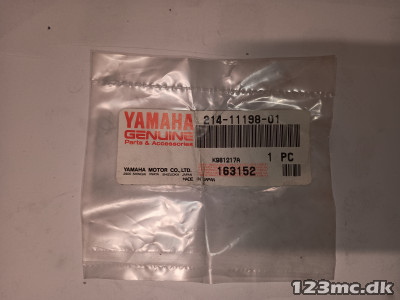 YAMAHA
GENUINE
Parts & Accessories
214-11198-01
K981217A
1 PC
YAMAHA MOTOR CO.,LTD.
163152
MADE IN JAPAN
123mc.dk